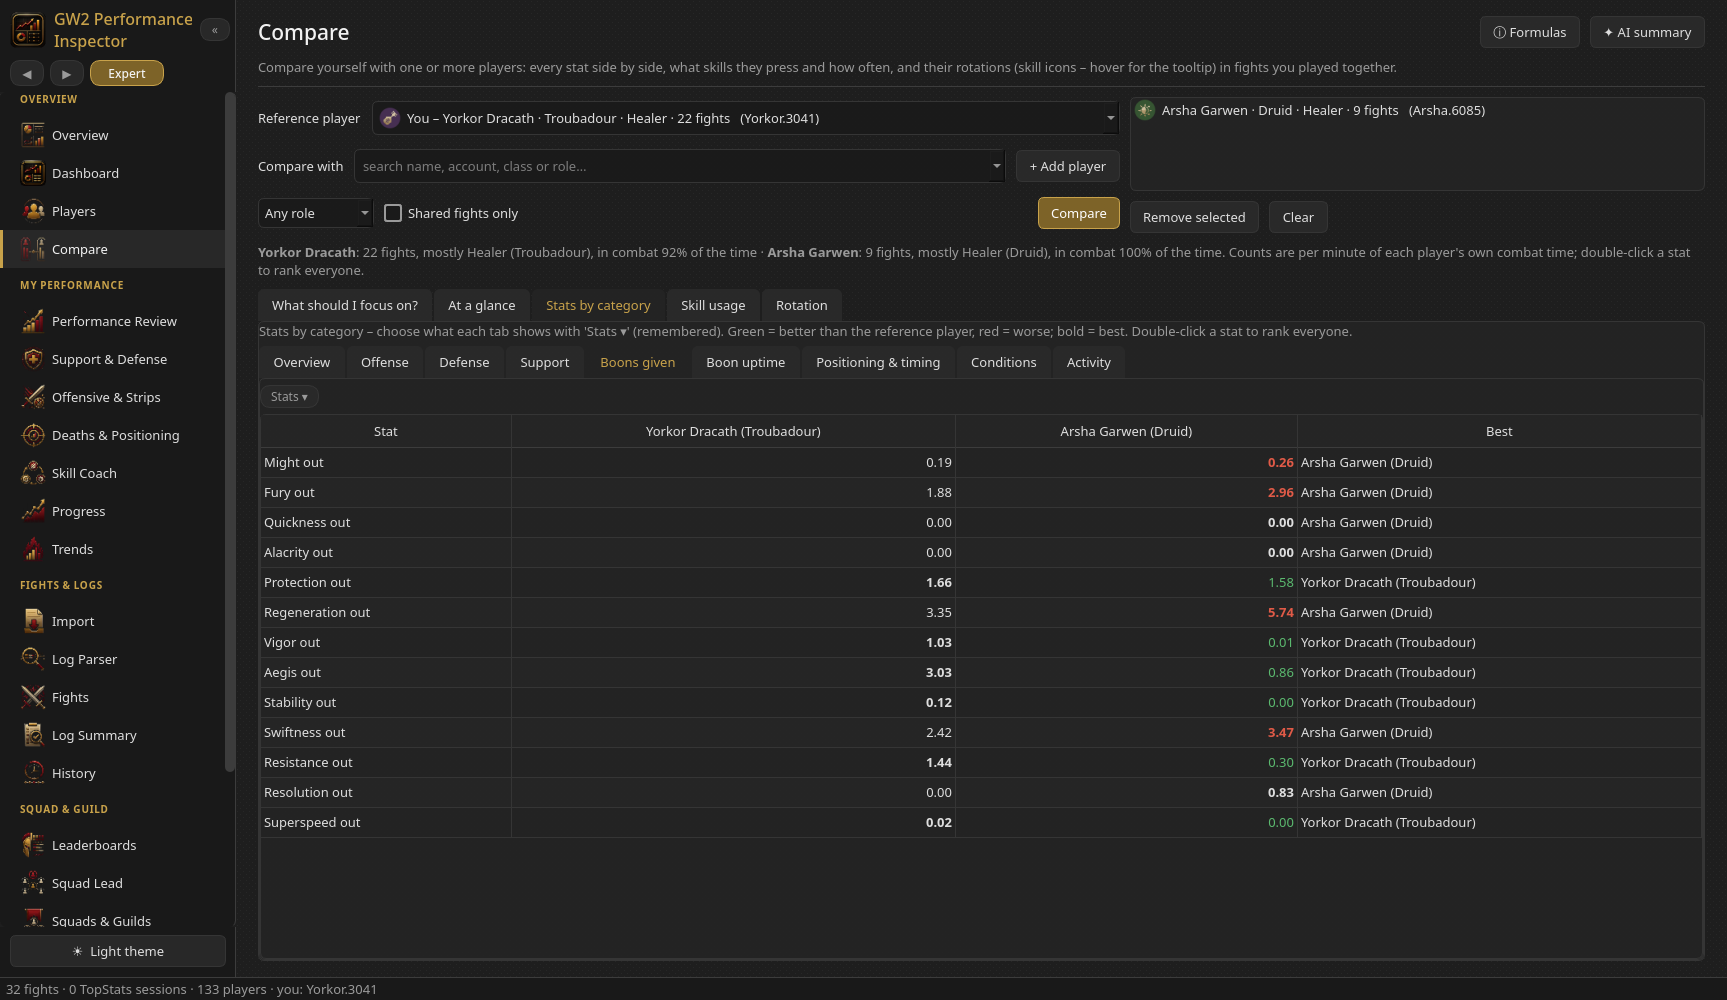 GW2 Performance Inspector
«
◀ ▶ Expert
OVERVIEW
Overview
Dashboard
Players
Compare
MY PERFORMANCE
Performance Review
Support & Defense
Offensive & Strips
Deaths & Positioning
Skill Coach
Progress
Trends
FIGHTS & LOGS
Import
Log Parser
Fights
Log Summary
History
SQUAD & GUILD
Leaderboards
Squad Lead
Squads & Guilds
☀ Light theme
Compare
ⓘ Formulas
✦ AI summary
Compare yourself with one or more players: every stat side by side, what skills they press and how often, and their rotations (skill icons – hover for the tooltip) in fights you played together.
Reference player You – Yorkor Dracath · Troubadour · Healer · 22 fights (Yorkor.3041)
Arsha Garwen · Druid · Healer · 9 fights (Arsha.6085)
Compare with search name, account, class or role... + Add player
Any role Shared fights only Compare Remove selected Clear
Yorkor Dracath: 22 fights, mostly Healer (Troubadour), in combat 92% of the time · Arsha Garwen: 9 fights, mostly Healer (Druid), in combat 100% of the time. Counts are per minute of each player's own combat time; double-click a stat
to rank everyone.
What should I focus on? At a glance Stats by category Skill usage Rotation
Stats by category – choose what each tab shows with 'Stats ▾' (remembered). Green = better than the reference player, red = worse; bold = best. Double-click a stat to rank everyone.
Overview Offense Defense Support Boons given Boon uptime Positioning & timing Conditions Activity
Stats ▾
Stat Yorkor Dracath (Troubadour) Arsha Garwen (Druid) Best
Might out 0.19 0.26 Arsha Garwen (Druid)
Fury out 1.88 2.96 Arsha Garwen (Druid)
Quickness out 0.00 0.00 Arsha Garwen (Druid)
Alacrity out 0.00 0.00 Arsha Garwen (Druid)
Protection out 1.66 1.58 Yorkor Dracath (Troubadour)
Regeneration out 3.35 5.74 Arsha Garwen (Druid)
Vigor out 1.03 0.01 Yorkor Dracath (Troubadour)
Aegis out 3.03 0.86 Yorkor Dracath (Troubadour)
Stability out 0.12 0.00 Yorkor Dracath (Troubadour)
Swiftness out 2.42 3.47 Arsha Garwen (Druid)
Resistance out 1.44 0.30 Yorkor Dracath (Troubadour)
Resolution out 0.00 0.83 Arsha Garwen (Druid)
Superspeed out 0.02 0.00 Yorkor Dracath (Troubadour)
32 fights · 0 TopStats sessions · 133 players · you: Yorkor.3041